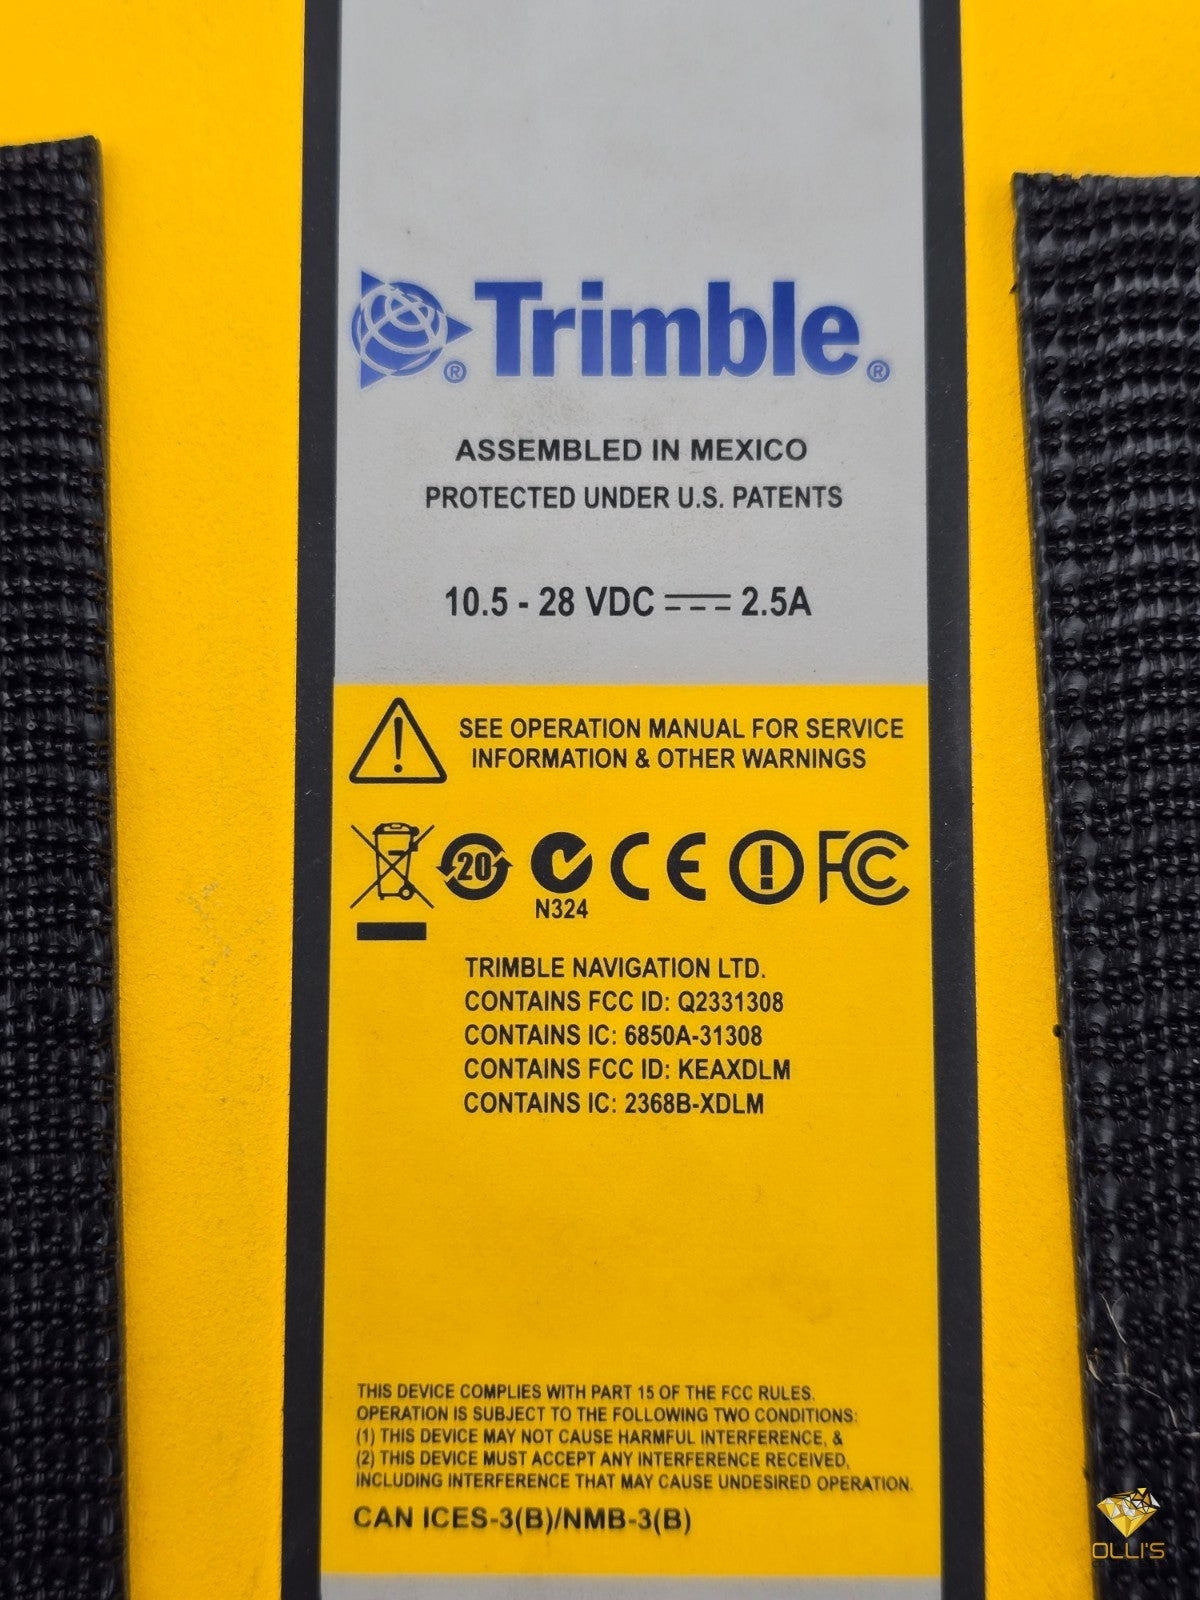 Trimble®
ASSEMBLED IN MEXICO
PROTECTED UNDER U.S. PATENTS
10.5 - 28 VDC 2.5A
SEE OPERATION MANUAL FOR SERVICE
INFORMATION & OTHER WARNINGS
20 CE FCC
N324
TRIMBLE NAVIGATION LTD.
CONTAINS FCC ID: Q2331308
CONTAINS IC: 6850A-31308
CONTAINS FCC ID: KEAXDLM
CONTAINS IC: 2368B-XDLM
THIS DEVICE COMPLIES WITH PART 15 OF THE FCC RULES.
OPERATION IS SUBJECT TO THE FOLLOWING TWO CONDITIONS:
(1) THIS DEVICE MAY NOT CAUSE HARMFUL INTERFERENCE, &
(2) THIS DEVICE MUST ACCEPT ANY INTERFERENCE RECEIVED,
INCLUDING INTERFERENCE THAT MAY CAUSE UNDESIRED OPERATION.
CAN ICES-3(B)/NMB-3(B)
OLLI'S